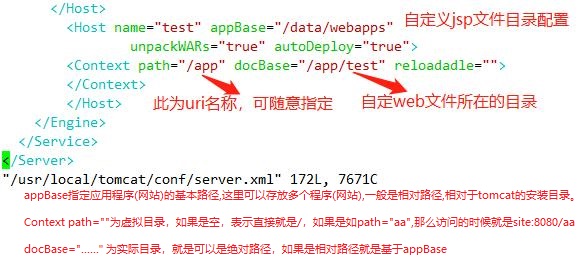 </Host>
<Host name="test" appBase="/data/webapps" 自定义jsp文件目录配置
unpackWARs="true" autoDeploy="true">
<Context path="/app" docBase="/app/test" reloadadle="">
</Context>
</Host> 此为uri名称，可随意指定 自定web文件所在的目录
</Engine>
</Service>
</Server>
"/usr/local/tomcat/conf/server.xml" 172L, 7671C
appBase指定应用程序(网站)的基本路径,这里可以存放多个程序(网站),一般是相对路径,相对于tomcat的安装目录。
Context path=""为虚拟目录，如果是空，表示直接就是/，如果是如path="aa",那么访问的时候就是site:8080/aa
docBase="......" 为实际目录，就是可以是绝对路径，如果是相对路径就是基于appBase